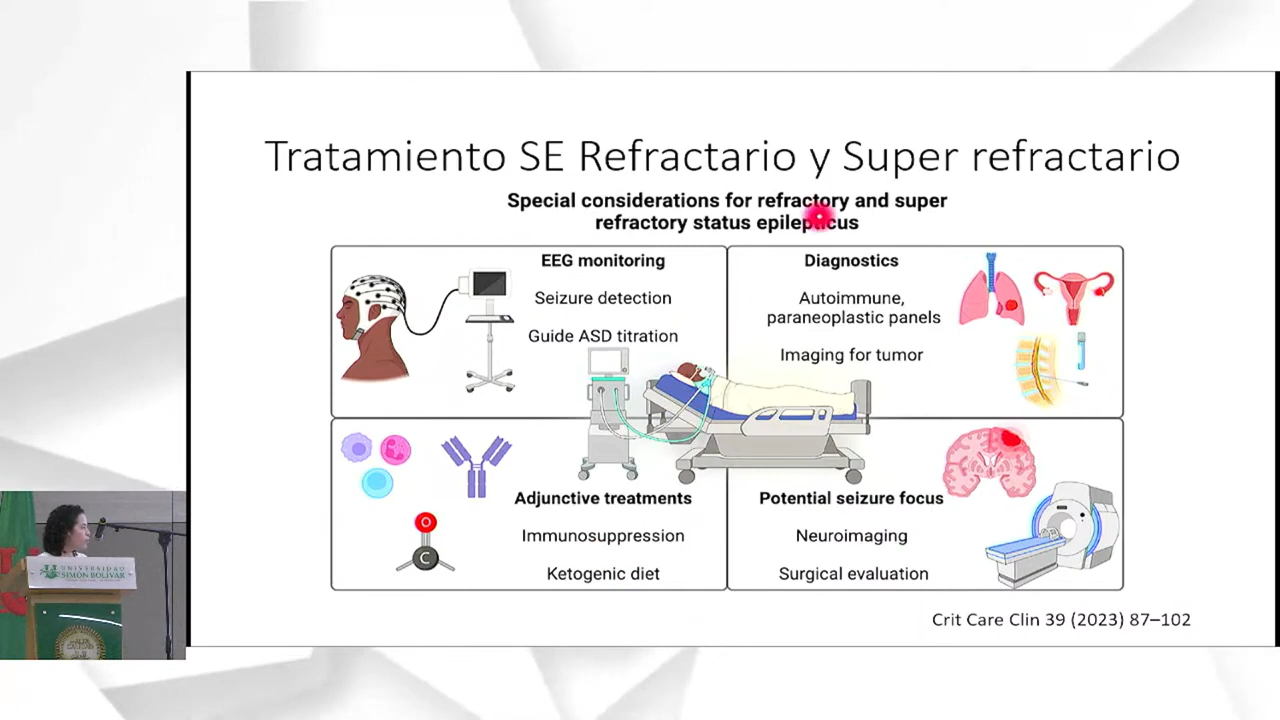 Tratamiento SE Refractario y Super refractario
Special considerations for refractory and super
refractory status epilepticus
EEG monitoring
Seizure detection
Guide ASD titration
Diagnostics
Autoimmune,
paraneoplastic panels
Imaging for tumor
Adjunctive treatments
Immunosuppression
Ketogenic diet
O
C
Potential seizure focus
Neuroimaging
Surgical evaluation
Crit Care Clin 39 (2023) 87–102
UNIVERSIDAD
SIMÓN BOLÍVAR